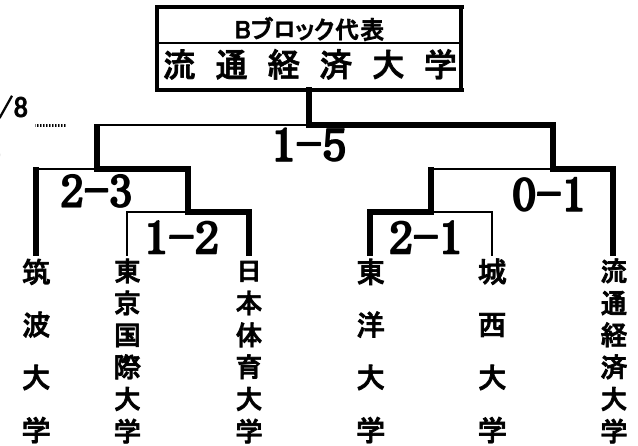 Bブロック代表
流通経済大学
/8
1-5
2-3
0-1
1-2
2-1
筑波大学
東京国際大学
日本体育大学
東洋大学
城西大学
流通経済大学